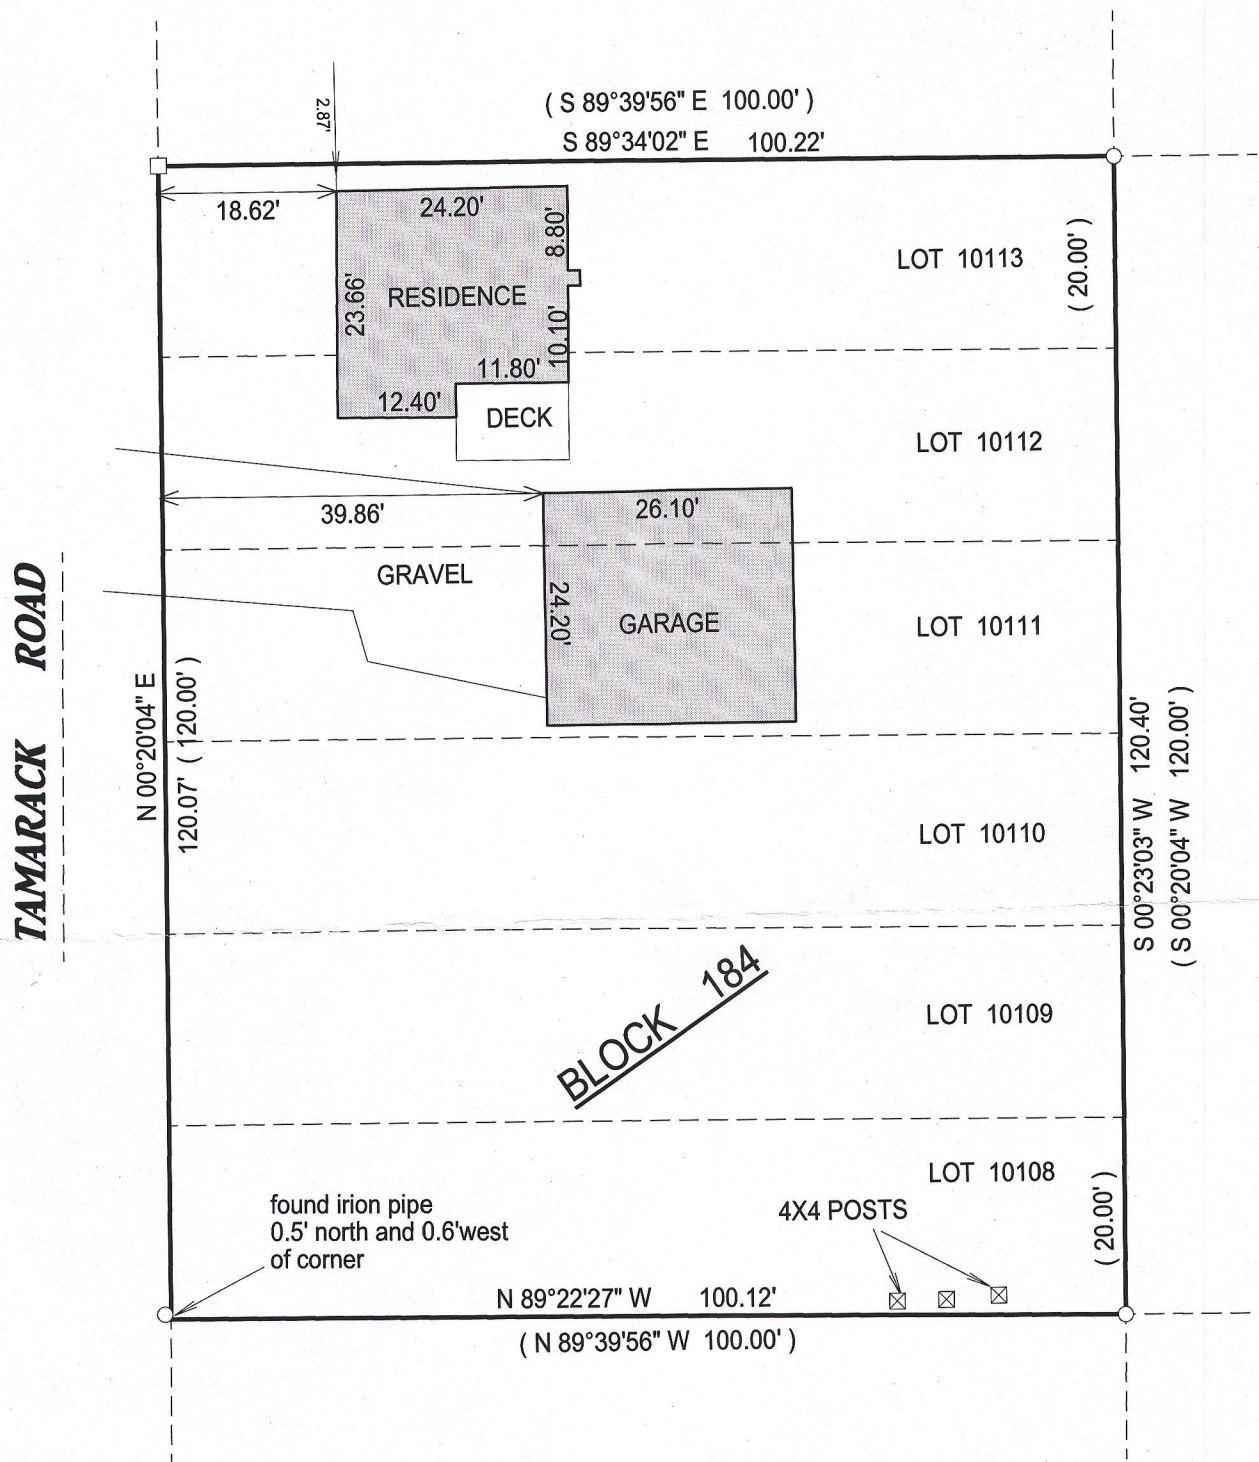 ( S 89°39'56" E 100.00' )
S 89°34'02" E 100.22'
2.87'
18.62'
24.20'
8.80'
LOT 10113
( 20.00' )
23.66'
RESIDENCE
10.10'
11.80'
12.40'
DECK
LOT 10112
39.86'
26.10'
GRAVEL
24.20'
GARAGE
LOT 10111
TAMARACK ROAD
N 00°20'04" E
120.07' ( 120.00' )
S 00°23'03" W 120.40'
( S 00°20'04" W 120.00' )
LOT 10110
BLOCK 184
LOT 10109
LOT 10108
( 20.00' )
found irion pipe
0.5' north and 0.6'west
of corner
4X4 POSTS
N 89°22'27" W 100.12'
( N 89°39'56" W 100.00' )